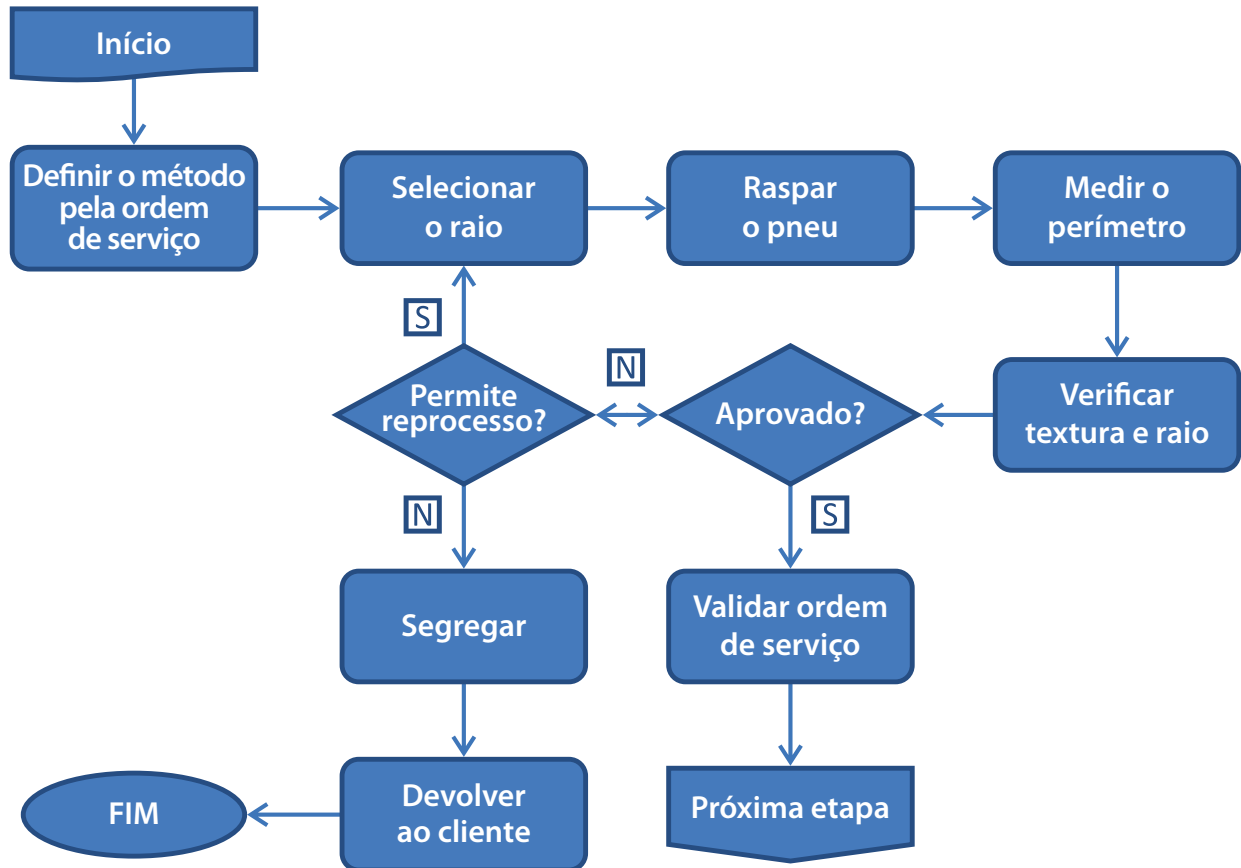 Início
Definir o método
pela ordem
de serviço
Selecionar
o raio
Raspar
o pneu
Medir o
perímetro
S
Permite
reprocesso?
N
Aprovado?
Verificar
textura e raio
N
S
Segregar
Validar ordem
de serviço
FIM
Devolver
ao cliente
Próxima etapa